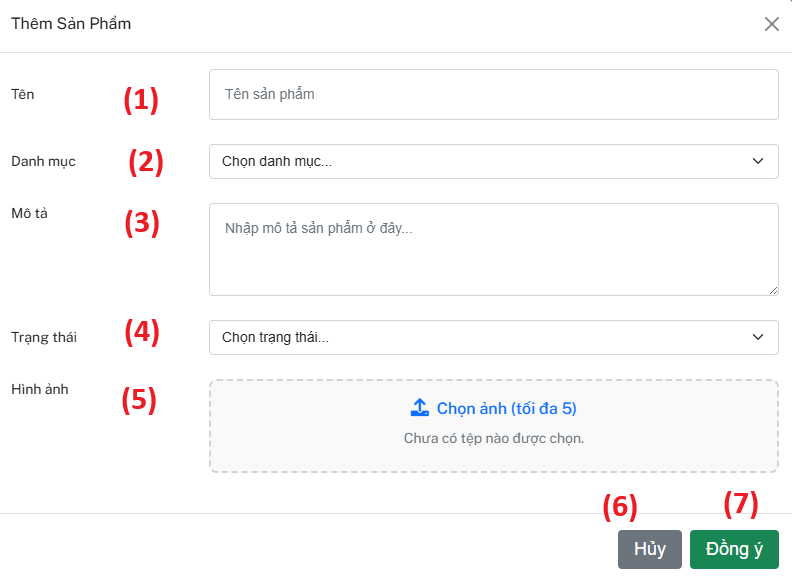 Thêm Sản Phẩm
Tên (1) Tên sản phẩm
Danh mục (2) Chọn danh mục...
Mô tả (3) Nhập mô tả sản phẩm ở đây...
Trạng thái (4) Chọn trạng thái...
Hình ảnh (5) Chọn ảnh (tối đa 5)
Chưa có tệp nào được chọn.
(6) (7)
Hủy Đồng ý